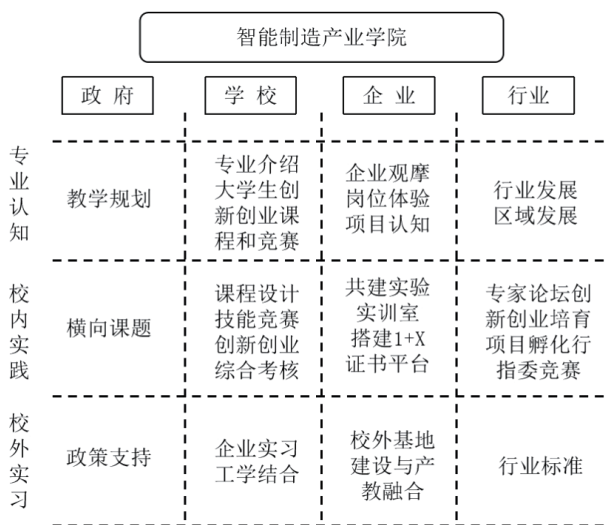 智能制造产业学院
政 府
学 校
企 业
行业
专业认知
教学规划
专业介绍
大学生创
新创业课
程和竞赛
企业观摩
岗位体验
项目认知
行业发展
区域发展
校内实践
横向课题
课程设计
技能竞赛
创新创业
综合考核
共建实验
实训室
搭建1+X
证书平台
专家论坛创
新创业培育
项目孵化行
指委竞赛
校外实习
政策支持
企业实习
工学结合
校外基地
建设与产
教融合
行业标准